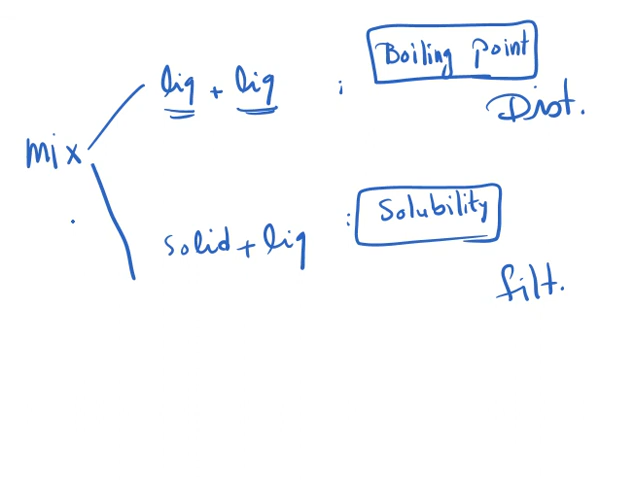 mix
liq + liq : Boiling point
Dist.
solid + liq : Solubility
filt.